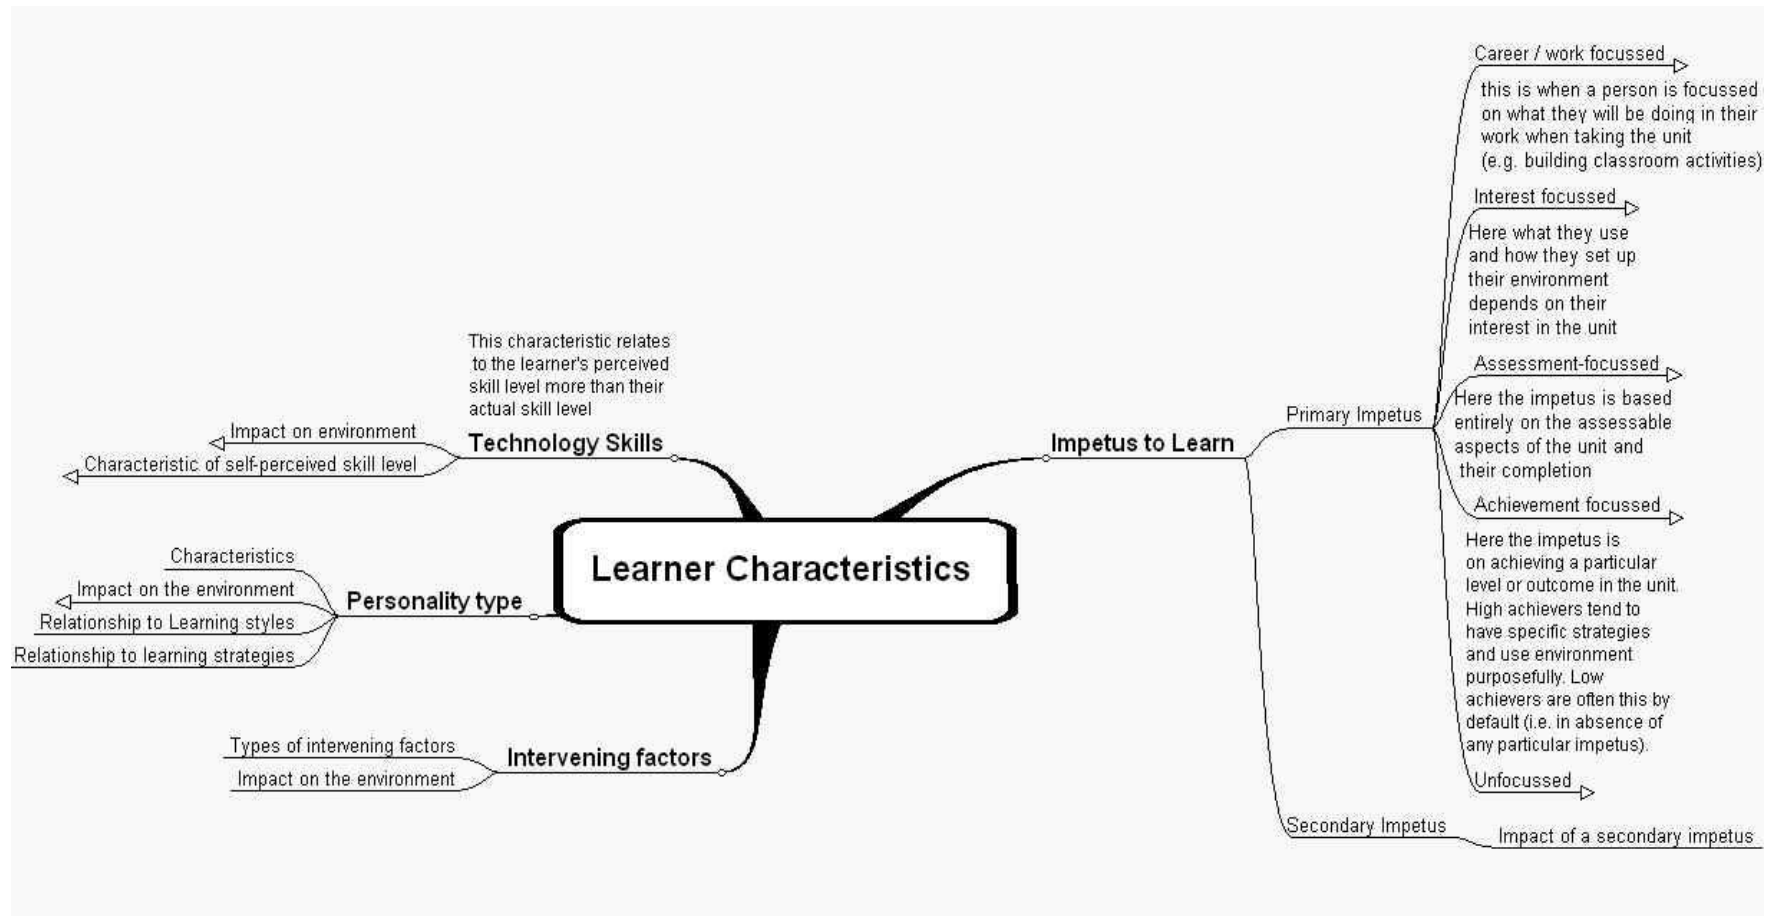 Learner Characteristics
Technology Skills
This characteristic relates
to the learner's perceived
skill level more than their
actual skill level
Impact on environment
Characteristic of self-perceived skill level
Personality type
Characteristics
Impact on the environment
Relationship to Learning styles
Relationship to learning strategies
Intervening factors
Types of intervening factors
Impact on the environment
Impetus to Learn
Primary Impetus
Career / work focussed
this is when a person is focussed
on what they will be doing in their
work when taking the unit
(e.g. building classroom activities)
Interest focussed
Here what they use
and how they set up
their environment
depends on their
interest in the unit
Assessment-focussed
Here the impetus is based
entirely on the assessable
aspects of the unit and
their completion
Achievement focussed
Here the impetus is
on achieving a particular
level or outcome in the unit.
High achievers tend to
have specific strategies
and use environment
purposefully. Low
achievers are often this by
default (i.e. in absence of
any particular impetus).
Unfocussed
Secondary Impetus
Impact of a secondary impetus